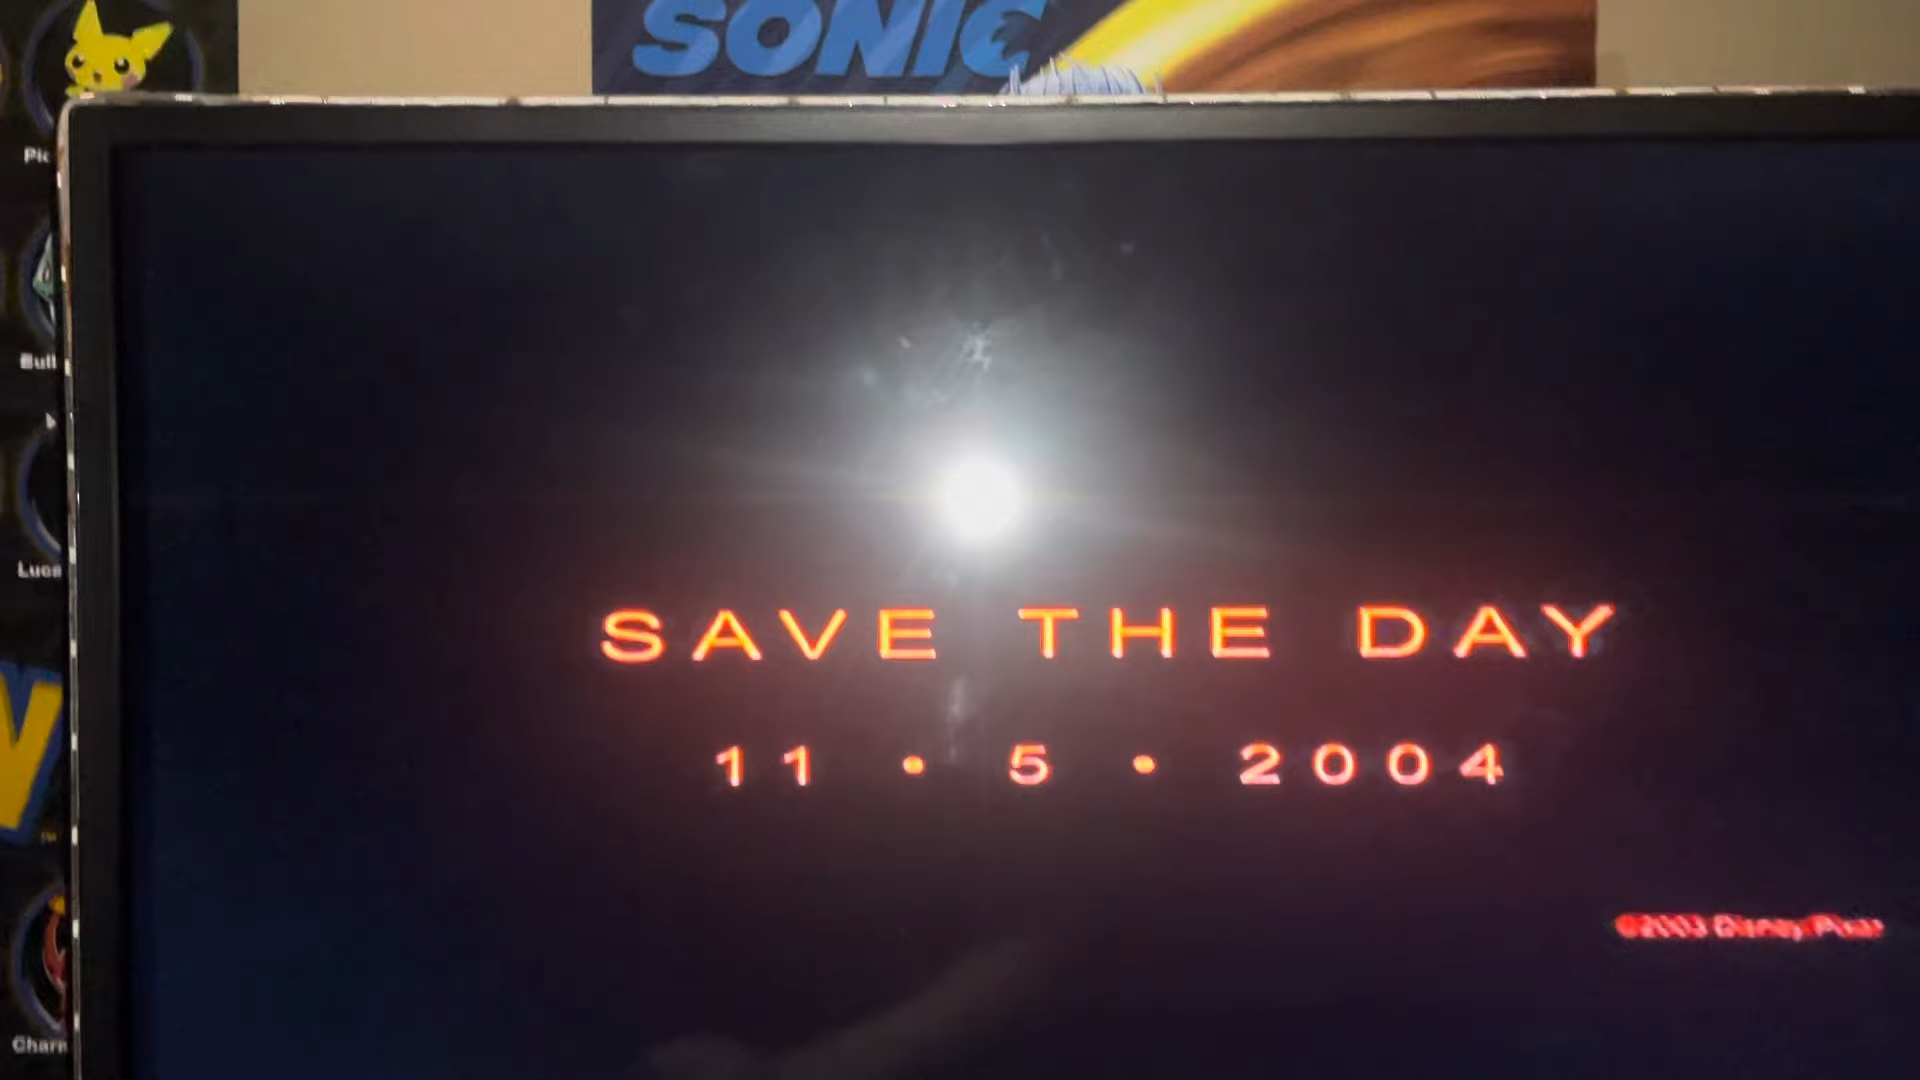 SONIC
SAVE THE DAY
11 • 5 • 2004
©2003 Disney Pixar